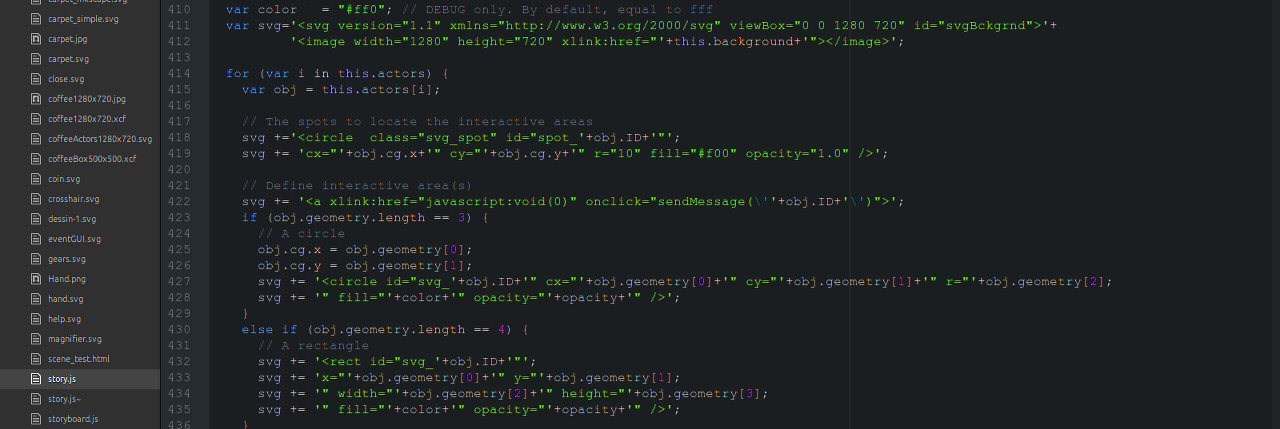 carpet_inkscape.svg
carpet_simple.svg
carpet.jpg
carpet.svg
close.svg
coffee1280x720.jpg
coffee1280x720.xcf
coffeeActors1280x720.svg
coffeeBox500x500.xcf
coin.svg
crosshair.svg
dessin-1.svg
eventGUI.svg
gears.svg
Hand.png
hand.svg
help.svg
magnifier.svg
scene_test.html
story.js
story.js~
storyboard.js
410 var color   = "#ff0"; // DEBUG only. By default, equal to fff
411 var svg='<svg version="1.1" xmlns="http://www.w3.org/2000/svg" viewBox="0 0 1280 720" id="svgBckgrnd">'+
412         '<image width="1280" height="720" xlink:href="'+this.background+'"></image>';
413
414 for (var i in this.actors) {
415   var obj = this.actors[i];
416
417   // The spots to locate the interactive areas
418   svg +='<circle  class="svg_spot" id="spot_'+obj.ID+'"';
419   svg += 'cx="'+obj.cg.x+'" cy="'+obj.cg.y+'" r="10" fill="#f00" opacity="1.0" />';
420
421   // Define interactive area(s)
422   svg += '<a xlink:href="javascript:void(0)" onclick="sendMessage(\''+obj.ID+'\')">';
423   if (obj.geometry.length == 3) {
424     // A circle
425     obj.cg.x = obj.geometry[0];
426     obj.cg.y = obj.geometry[1];
427     svg += '<circle id="svg_'+obj.ID+'" cx="'+obj.geometry[0]+'" cy="'+obj.geometry[1]+'" r="'+obj.geometry[2];
428     svg += '" fill="'+color+'" opacity="'+opacity+'" />';
429   }
430   else if (obj.geometry.length == 4) {
431     // A rectangle
432     svg += '<rect id="svg_'+obj.ID+'"';
433     svg += 'x="'+obj.geometry[0]+'" y="'+obj.geometry[1];
434     svg += '" width="'+obj.geometry[2]+'" height="'+obj.geometry[3];
435     svg += '" fill="'+color+'" opacity="'+opacity+'" />';
436   }